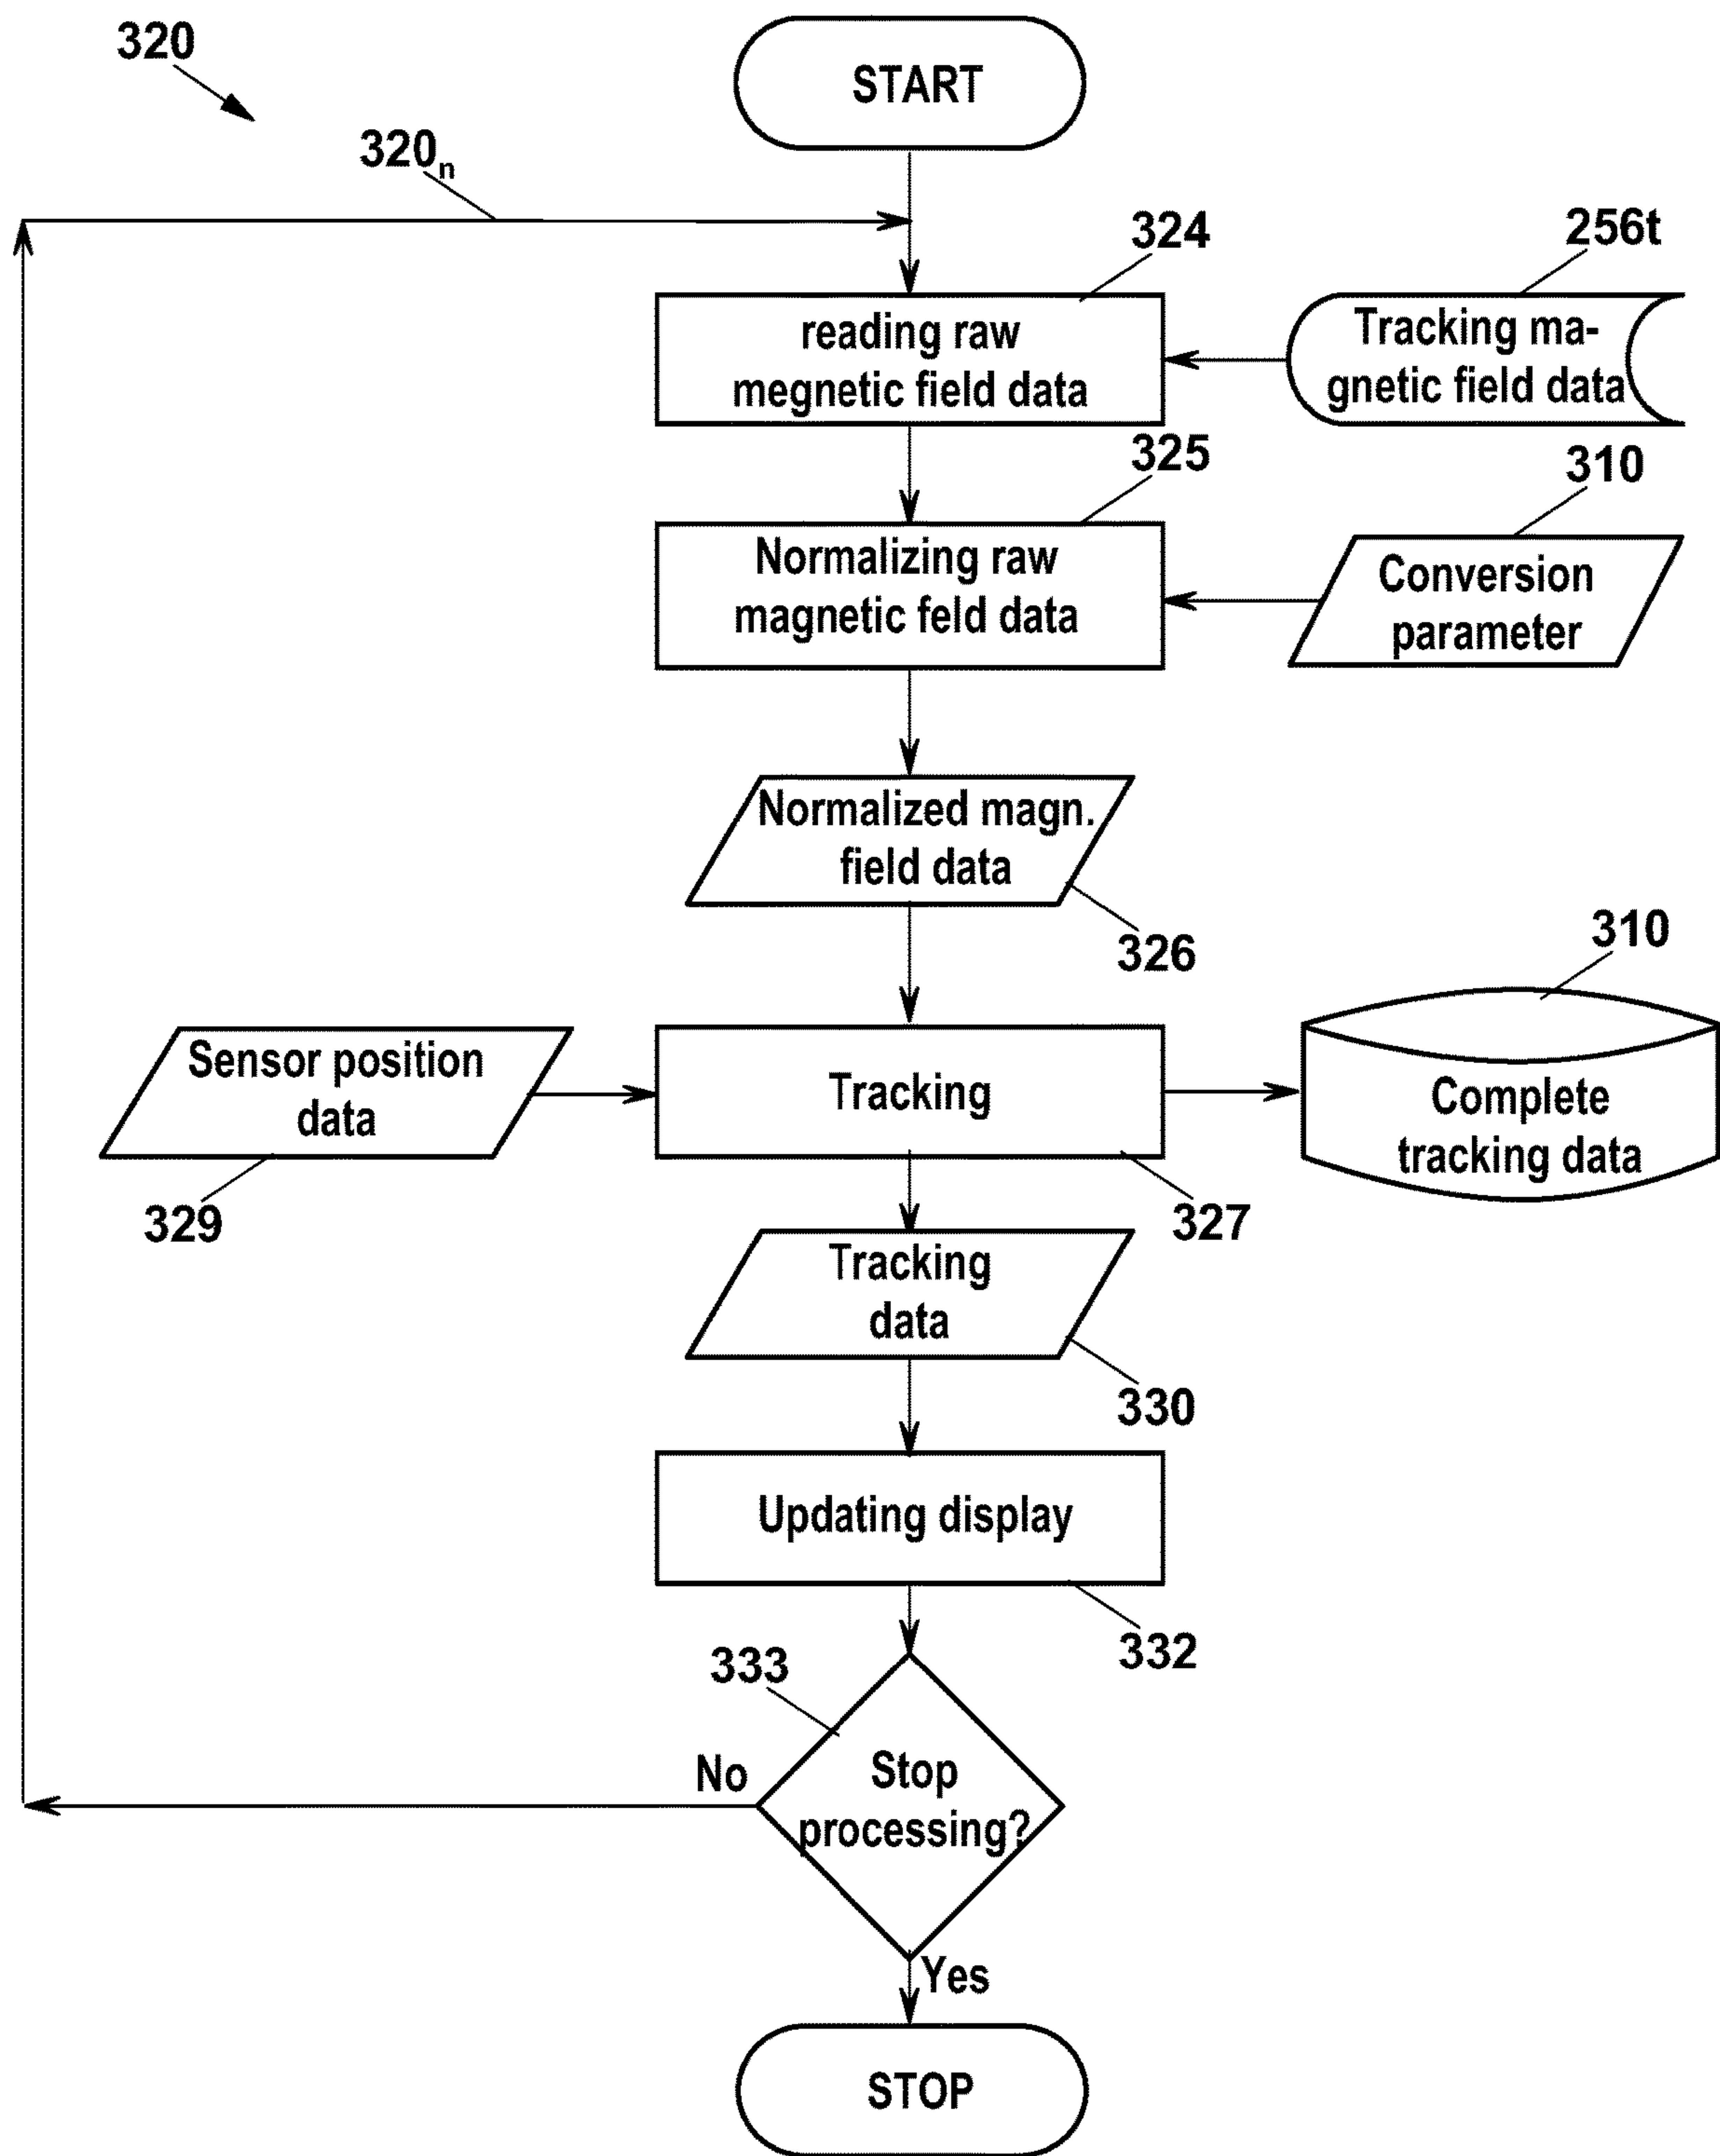 320
START
320n
324
256t
reading raw
megnetic field data
Tracking ma-
gnetic field data
325
310
Normalizing raw
magnetic feld data
Conversion
parameter
Normalized magn.
field data
326
310
Sensor position
data
Tracking
Complete
tracking data
329
327
Tracking
data
330
Updating display
332
333
No
Stop
processing?
Yes
STOP